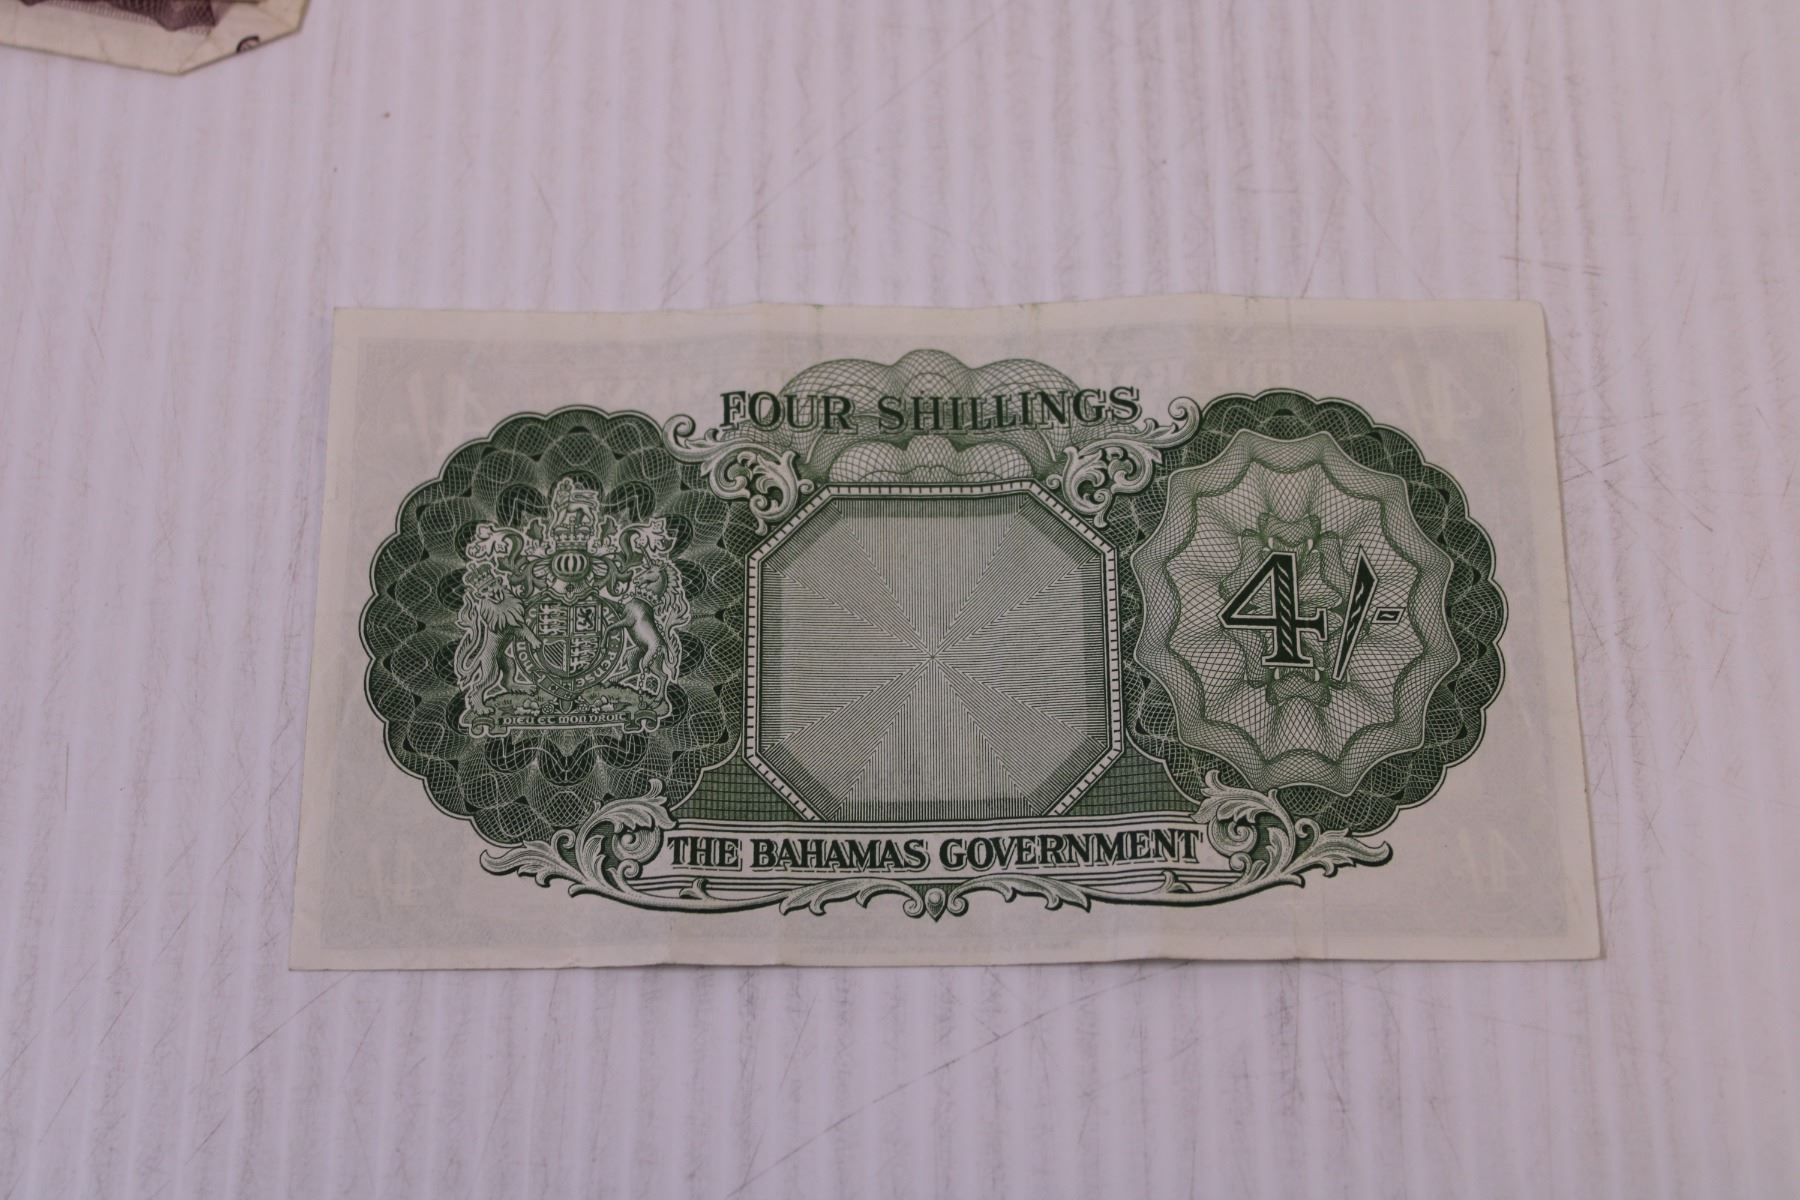 FOUR SHILLINGS
4/-
DIEU ET MON DROIT
THE BAHAMAS GOVERNMENT